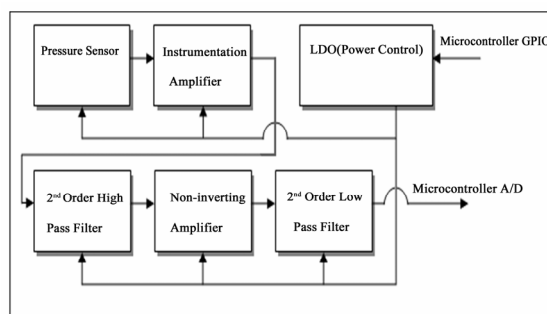 Pressure Sensor
Instrumentation
Amplifier
LDO(Power Control)
Microcontroller GPIO
2nd Order High
Pass Filter
Non-inverting
Amplifier
2nd Order Low
Pass Filter
Microcontroller A/D